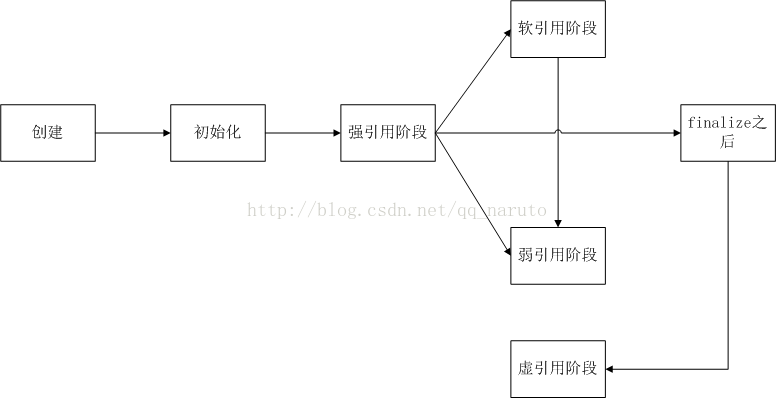 软引用阶段
创建
初始化
强引用阶段
finalize之
后
http://blog.csdn.net/qq_naruto
弱引用阶段
虚引用阶段